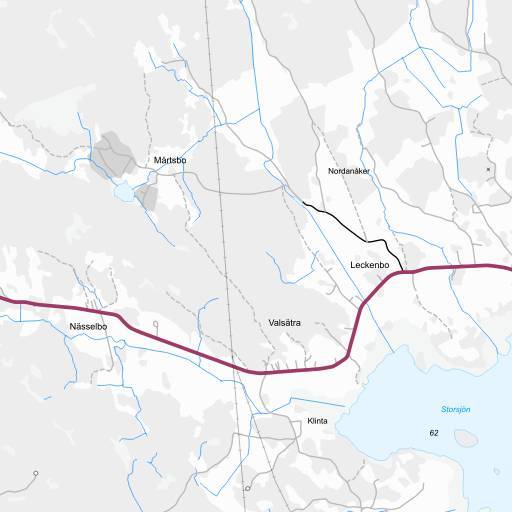 Mårtsbo
Nordanåker
Leckenbo
Valsätra
Nässelbo
Storsjön
Klinta
62